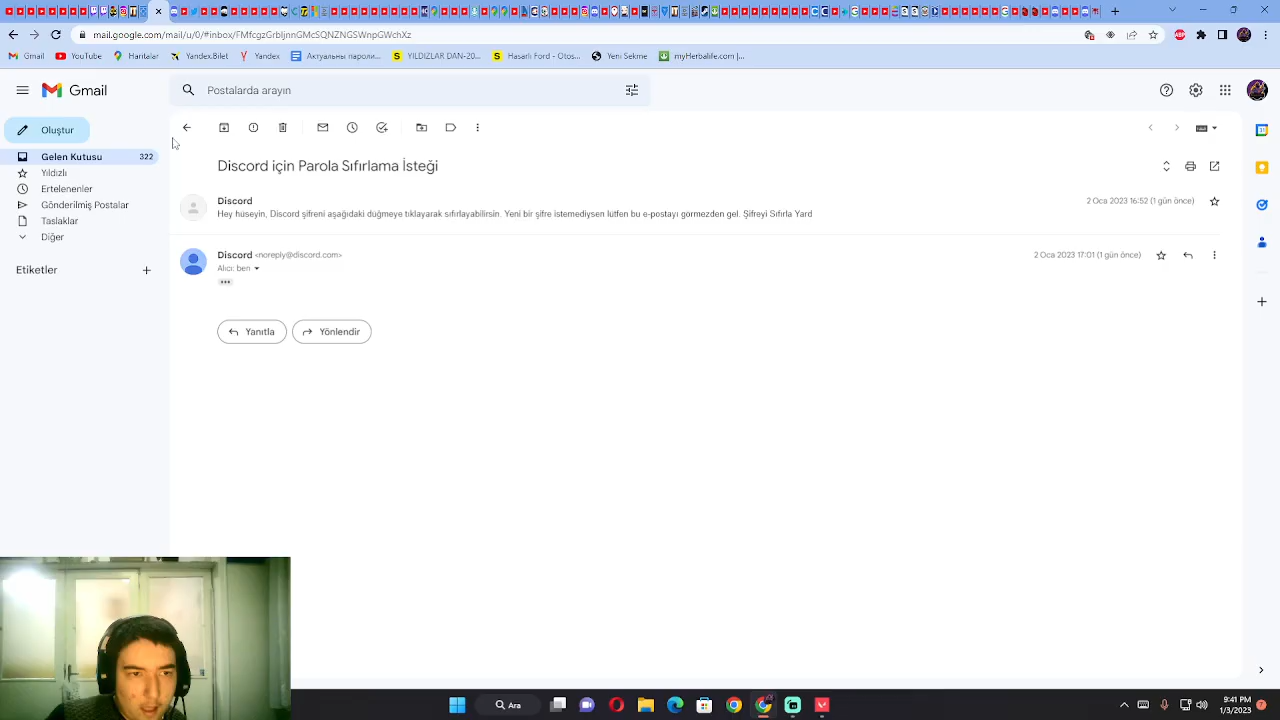 mail.google.com/mail/u/0/#inbox/FMfcgzGrbljnnGMcSQNZNGSWnpGWchXz
Gmail
YouTube
Haritalar
Yandex.Bill...
Yandex
Актуальны паропо...
YILDIZLAR DAN-20...
Hasarlı Ford - Otos...
myHerbalife.com |...
Gmail
Postalarda arayın
Oluştur
Gelen Kutusu 322
Yıldızlı
Ertelenenler
Gönderilmiş Postalar
Taslaklar
Diğer
Etiketler
Discord için Parola Sıfırlama İsteği
Discord
2 Oca 2023 16:52 (1 gün önce)
Hey hüseyin, Discord şifreni aşağıdaki düğmeye tıklayarak sıfırlayabilirsin. Yeni bir şifre istemediysen lütfen bu e-postayı görmezden gel. Şifreyi Sıfırla Yard
Discord <noreply@discord.com>
2 Oca 2023 17:01 (1 gün önce)
Alıcı: ben
Yanıtla
Yönlendir
Ara
9:41 PM
1/3/2023